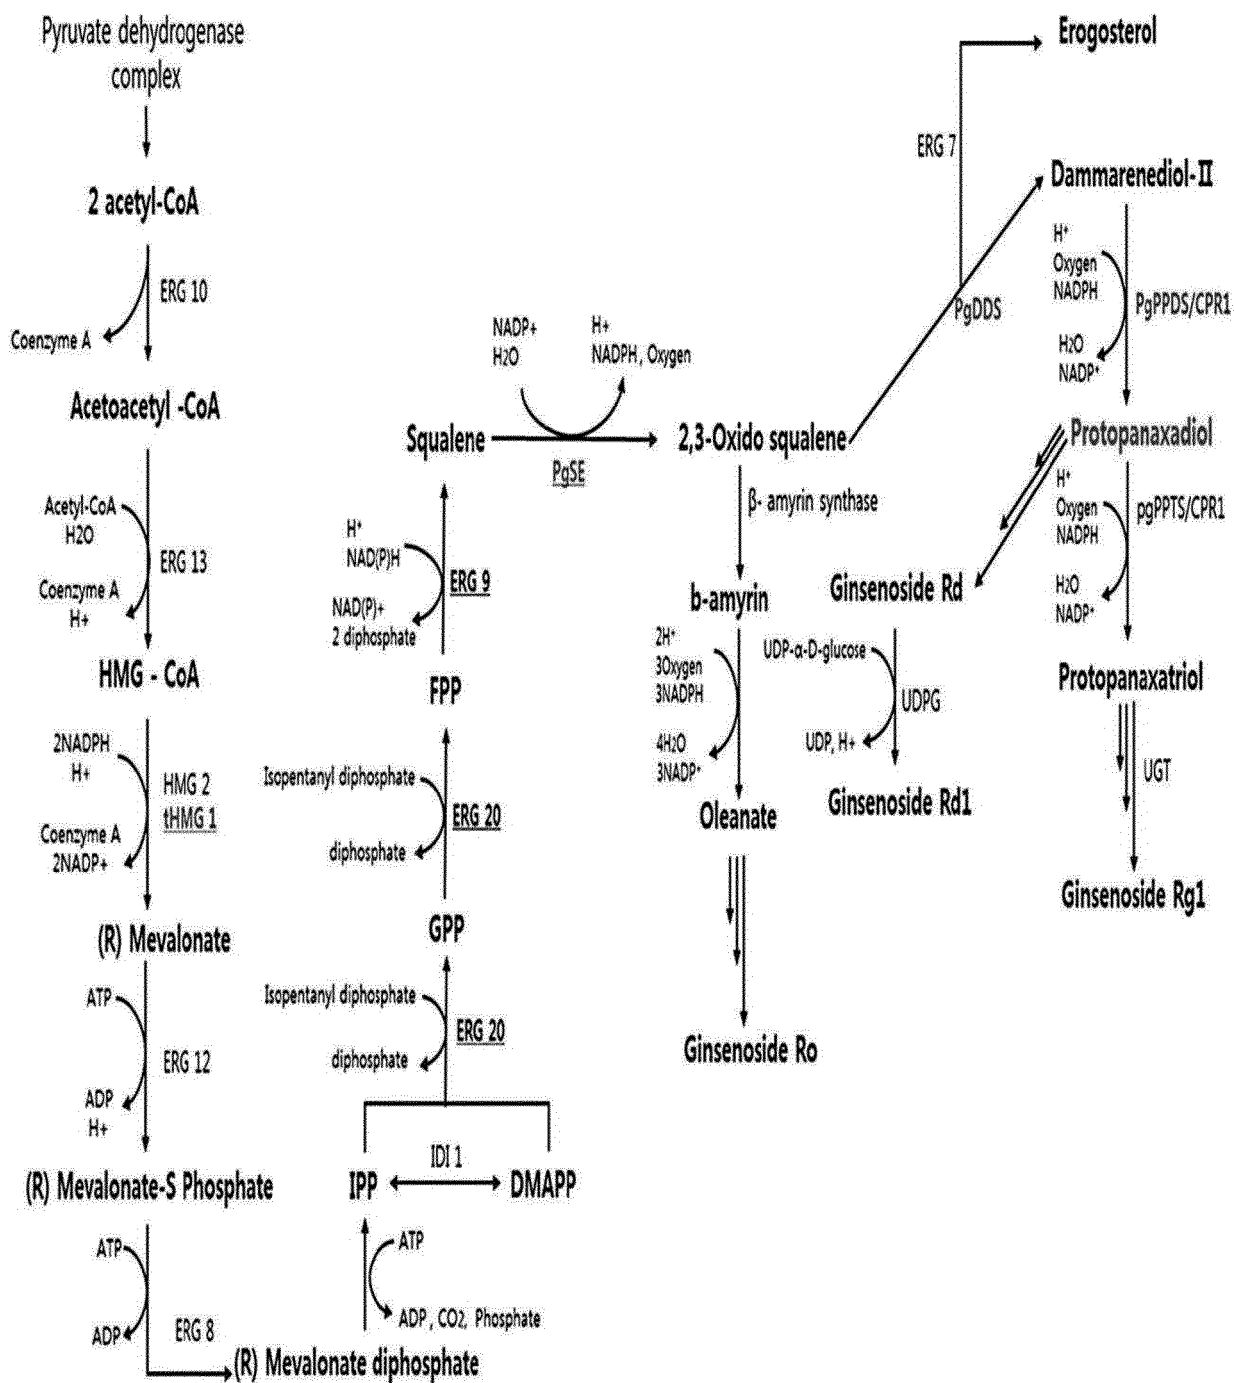 Pyruvate dehydrogenase
complex
2 acetyl-CoA
ERG 10
Coenzyme A
Acetoacetyl -CoA
Acetyl-CoA
H2O
ERG 13
Coenzyme A
H+
HMG - CoA
2NADPH
H+
HMG 2
tHMG 1
Coenzyme A
2NADP+
(R) Mevalonate
ATP
ERG 12
ADP
H+
(R) Mevalonate-S Phosphate
ATP
ADP
ERG 8
(R) Mevalonate diphosphate
ATP
ADP , CO2, Phosphate
IPP
IDI 1
DMAPP
Isopentanyl diphosphate
ERG 20
diphosphate
GPP
Isopentanyl diphosphate
ERG 20
diphosphate
FPP
H+
NAD(P)H
ERG 9
NAD(P)+
2 diphosphate
Squalene
NADP+
H2O
H+
NADPH , Oxygen
PgSE
2,3-Oxido squalene
β- amyrin synthase
b-amyrin
2H+
3Oxygen
3NADPH
4H2O
3NADP+
Oleanate
Ginsenoside Ro
ERG 7
Erogosterol
PgDDS
Dammarenediol-II
H+
Oxygen
NADPH
PgPPDS/CPR1
H2O
NADP+
Protopanaxadiol
H+
Oxygen
NADPH
pgPPTS/CPR1
H2O
NADP+
Protopanaxatriol
UGT
Ginsenoside Rg1
Ginsenoside Rd
UDP-α-D-glucose
UDPG
UDP, H+
Ginsenoside Rd1